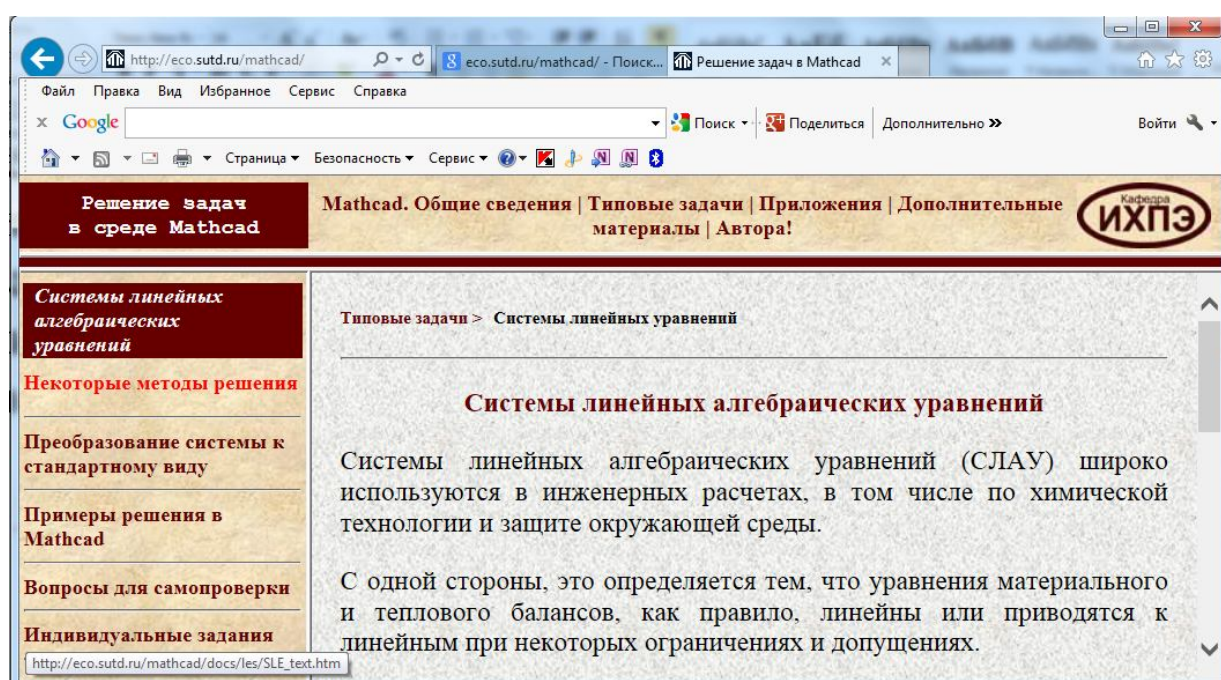 http://eco.sutd.ru/mathcad/
eco.sutd.ru/mathcad/ - Поиск...
Решение задач в Mathcad
Файл Правка Вид Избранное Сервис Справка
Google Поиск Поделиться Дополнительно Войти
Страница Безопасность Сервис
Решение задач
в среде Mathcad
Mathcad. Общие сведения | Типовые задачи | Приложения | Дополнительные
материалы | Автора!
Кафедра
ИХПЭ
Системы линейных
алгебраических
уравнений
Некоторые методы решения
Преобразование системы к
стандартному виду
Примеры решения в
Mathcad
Вопросы для самопроверки
Индивидуальные задания
http://eco.sutd.ru/mathcad/docs/les/SLE_text.htm
Типовые задачи > Системы линейных уравнений
Системы линейных алгебраических уравнений
Системы линейных алгебраических уравнений (СЛАУ) широко
используются в инженерных расчетах, в том числе по химической
технологии и защите окружающей среды.
С одной стороны, это определяется тем, что уравнения материального
и теплового балансов, как правило, линейны или приводятся к
линейным при некоторых ограничениях и допущениях.